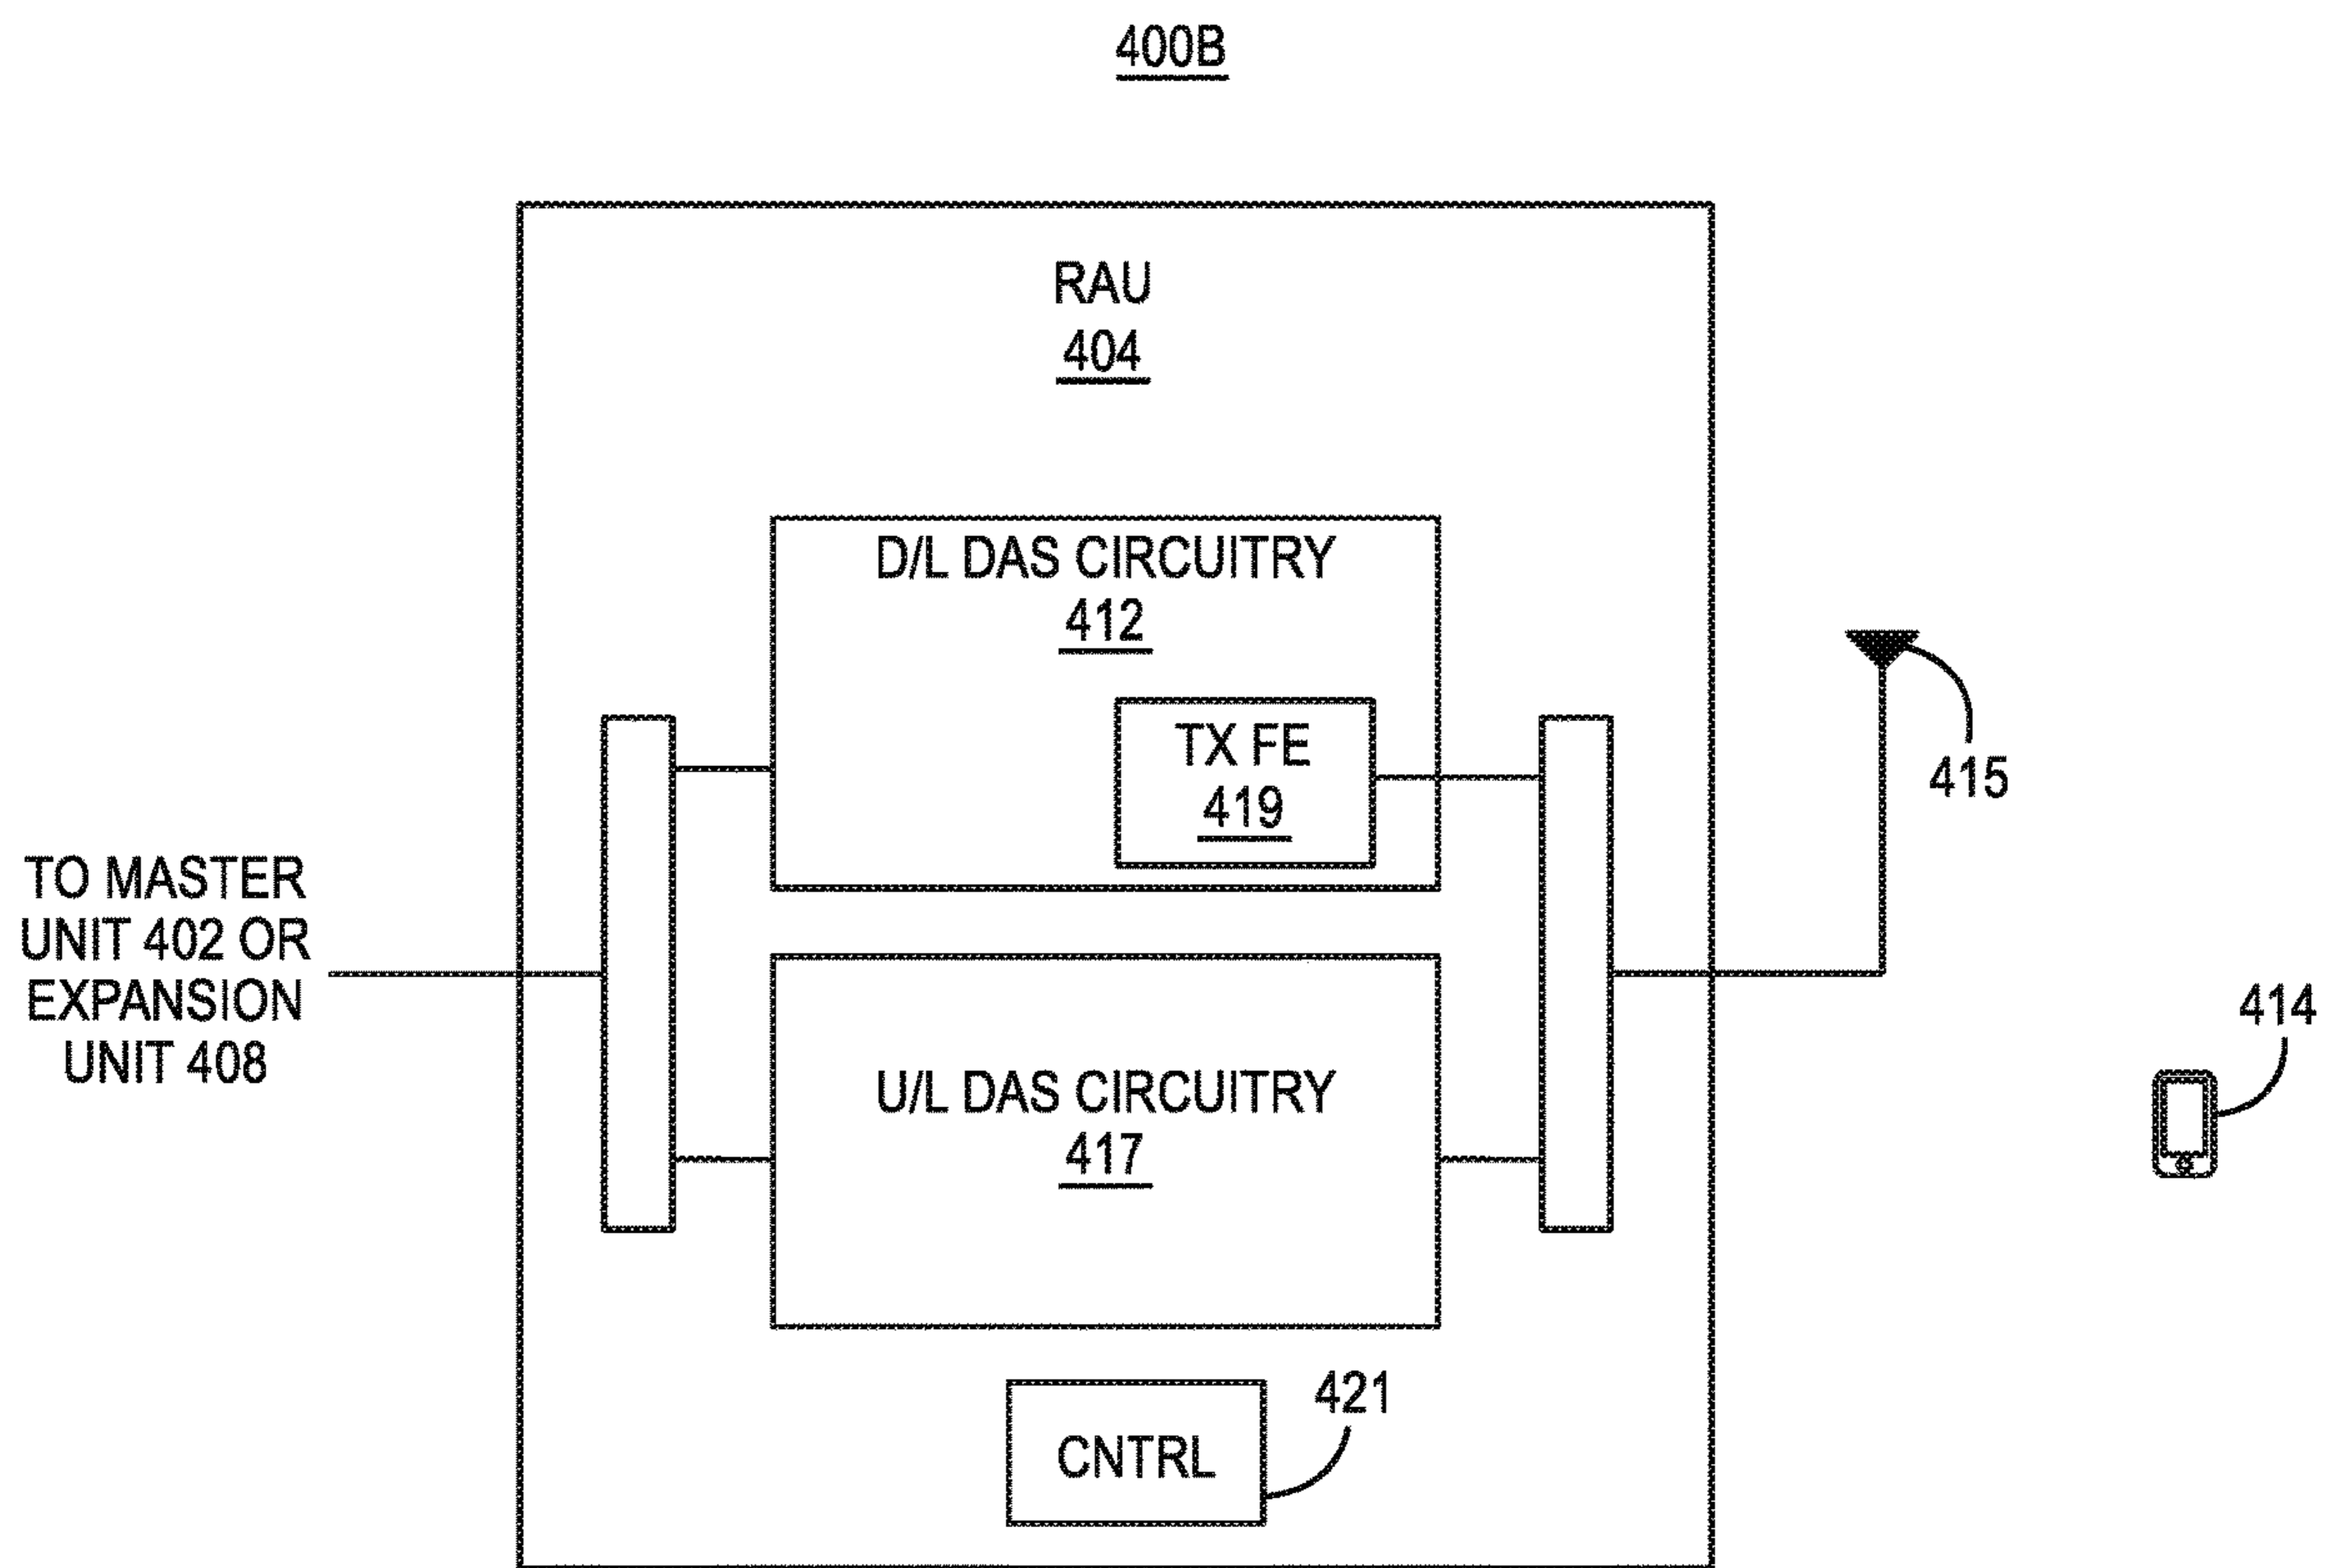 400B
RAU
404
D/L DAS CIRCUITRY
412
TX FE
419
415
TO MASTER
UNIT 402 OR
EXPANSION
UNIT 408
414
U/L DAS CIRCUITRY
417
421
CNTRL